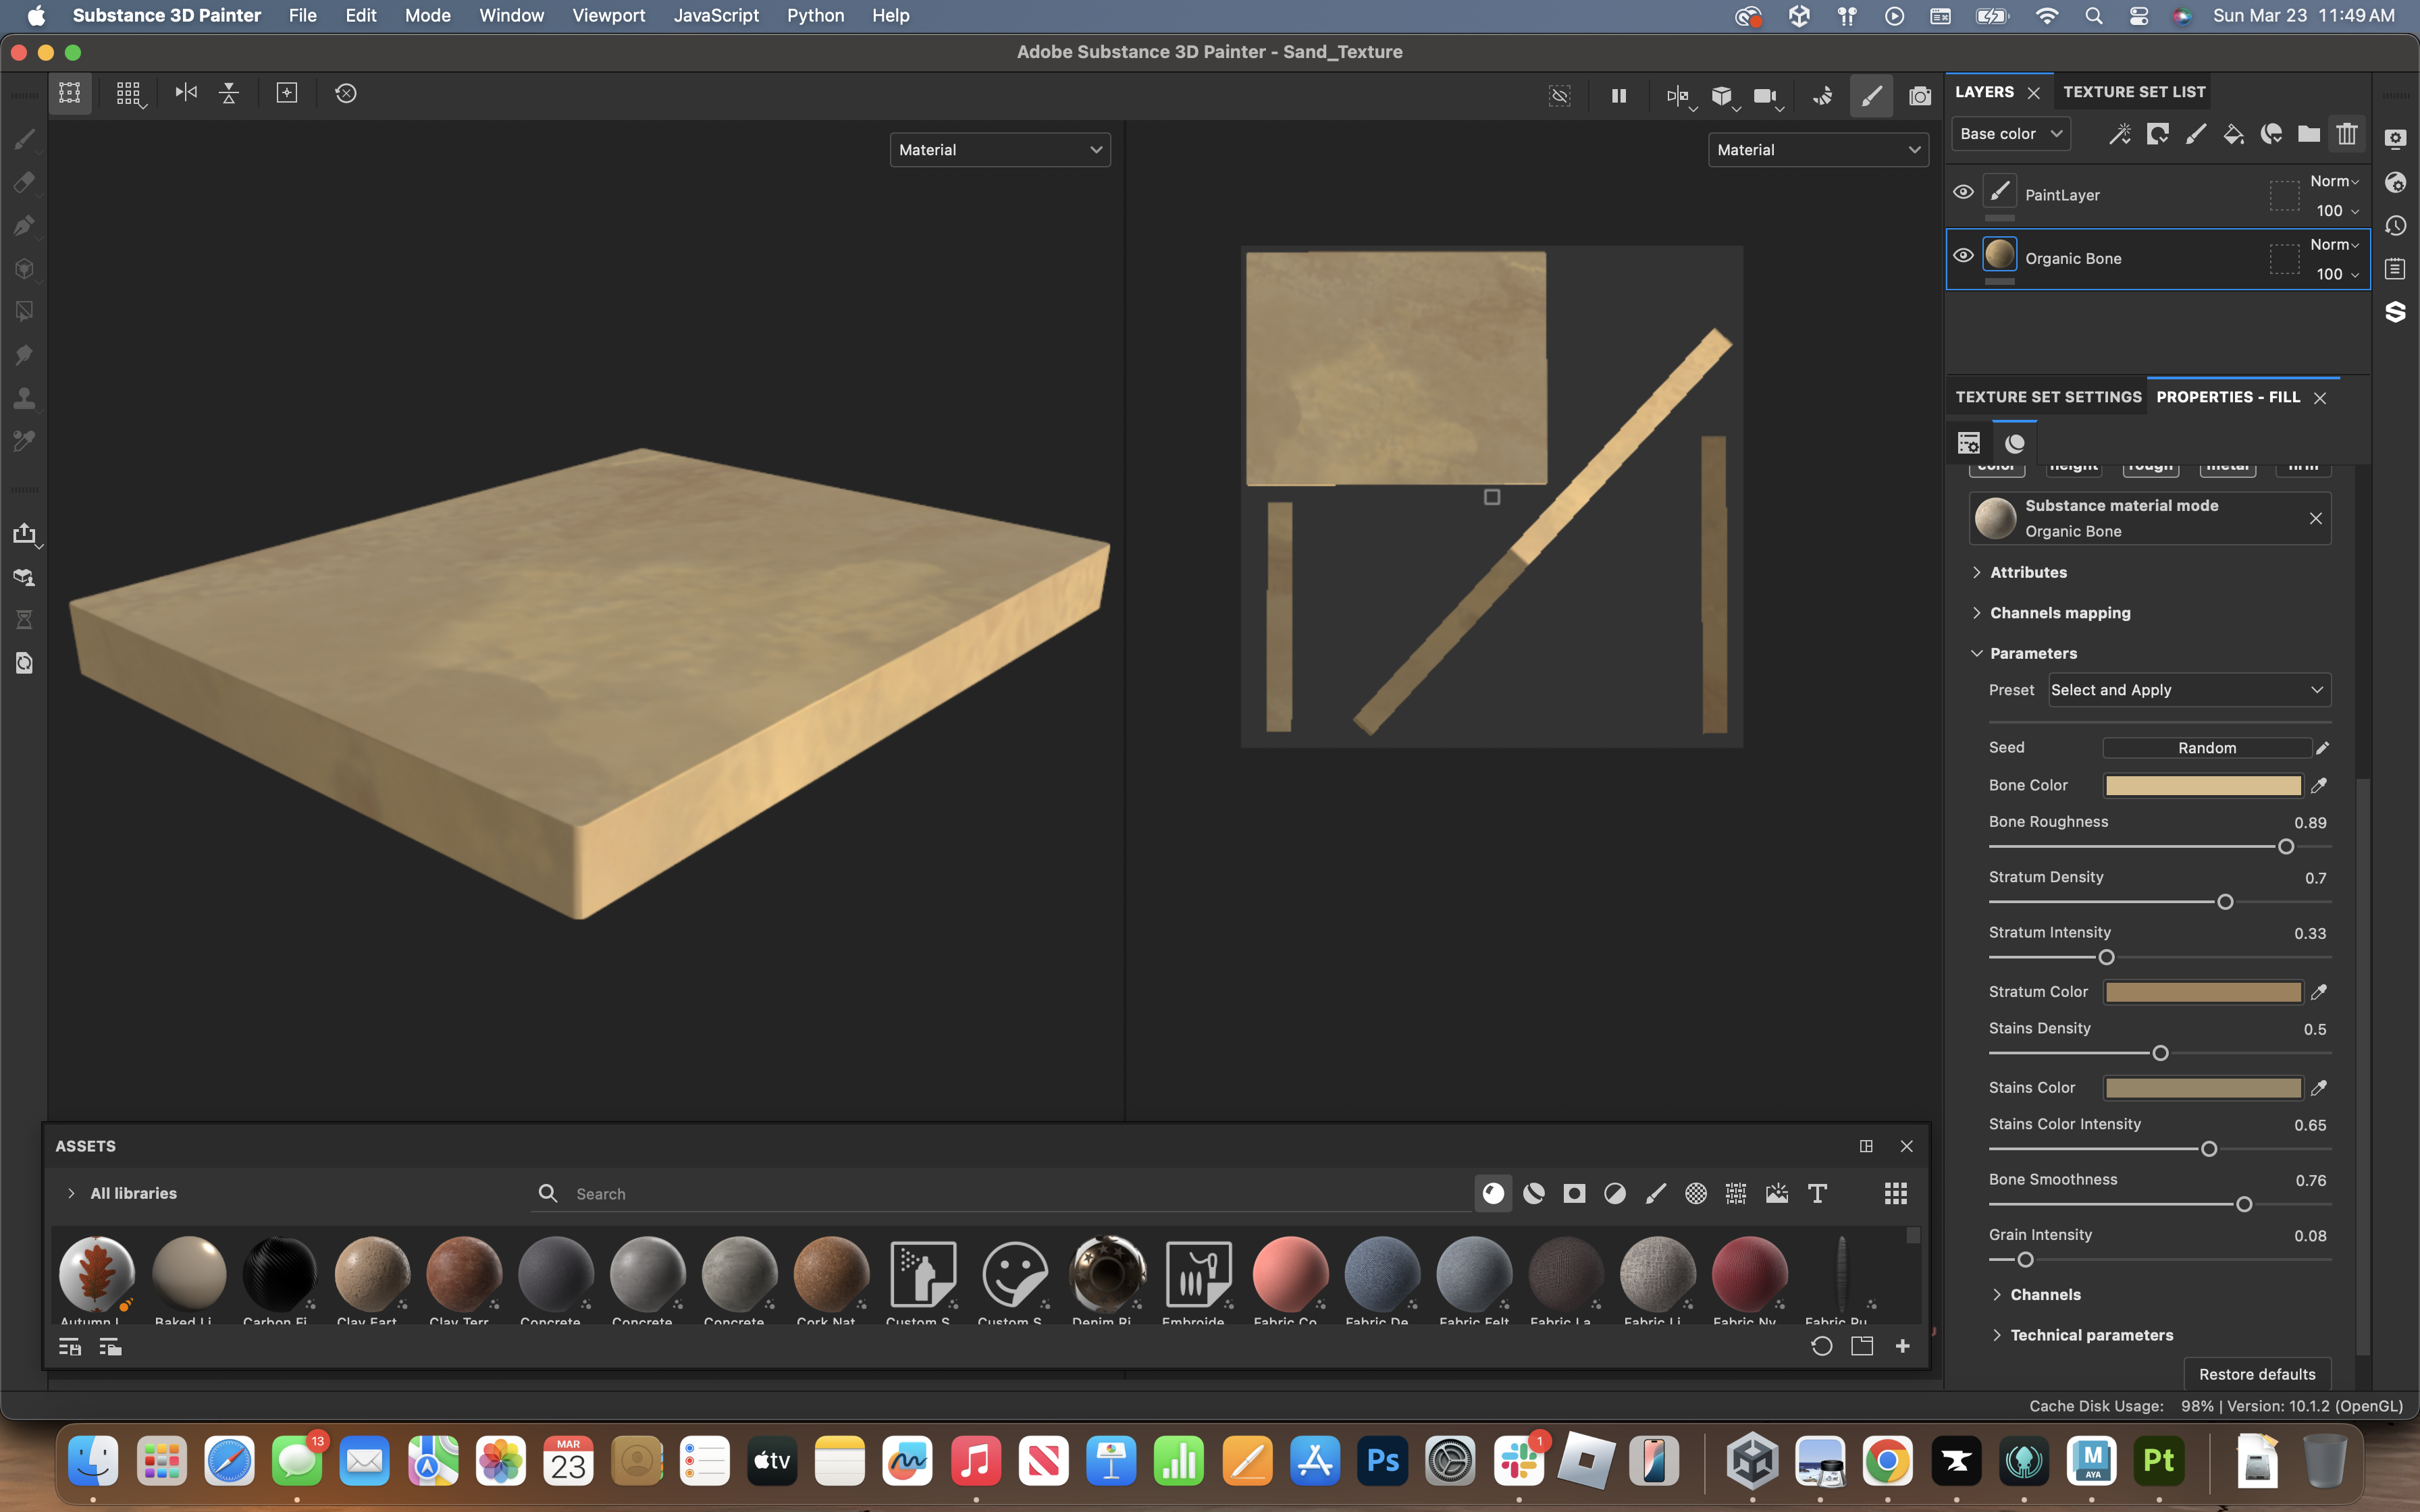 Substance 3D Painter File Edit Mode Window Viewport JavaScript Python Help Sun Mar 23 11:49 AM
Adobe Substance 3D Painter - Sand_Texture
LAYERS TEXTURE SET LIST
Base color
Material
Material
PaintLayer
Norm
100
Organic Bone
Norm
100
TEXTURE SET SETTINGS PROPERTIES - FILL
color height rough metal nrm
Substance material mode
Organic Bone
Attributes
Channels mapping
Parameters
Preset Select and Apply
Seed Random
Bone Color
Bone Roughness 0.89
Stratum Density 0.7
Stratum Intensity 0.33
Stratum Color
Stains Density 0.5
Stains Color
Stains Color Intensity 0.65
Bone Smoothness 0.76
Grain Intensity 0.08
Channels
Technical parameters
Restore defaults
ASSETS
All libraries
Search
Autumn L... Baked Li... Carbon Fi... Clay Eart... Clay Terr... Concrete... Concrete... Concrete... Cork Nat... Custom S... Custom S... Denim Ri... Embroide... Fabric Co... Fabric De... Fabric Felt Fabric La... Fabric Li... Fabric Ny... Fabric Pu...
Cache Disk Usage: 98% | Version: 10.1.2 (OpenGL)
13
MAR
23
tv
Ps
1
M
AYA
Pt